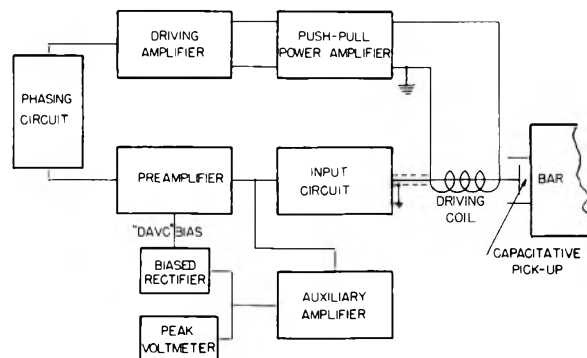 DRIVING
AMPLIFIER
PUSH-PULL
POWER AMPLIFIER
PHASING
CIRCUIT
PREAMPLIFIER
INPUT
CIRCUIT
DRIVING
COIL
BAR
CAPACITATIVE
PICK-UP
"DAVC" BIAS
BIASED
RECTIFIER
AUXILIARY
AMPLIFIER
PEAK
VOLTMETER